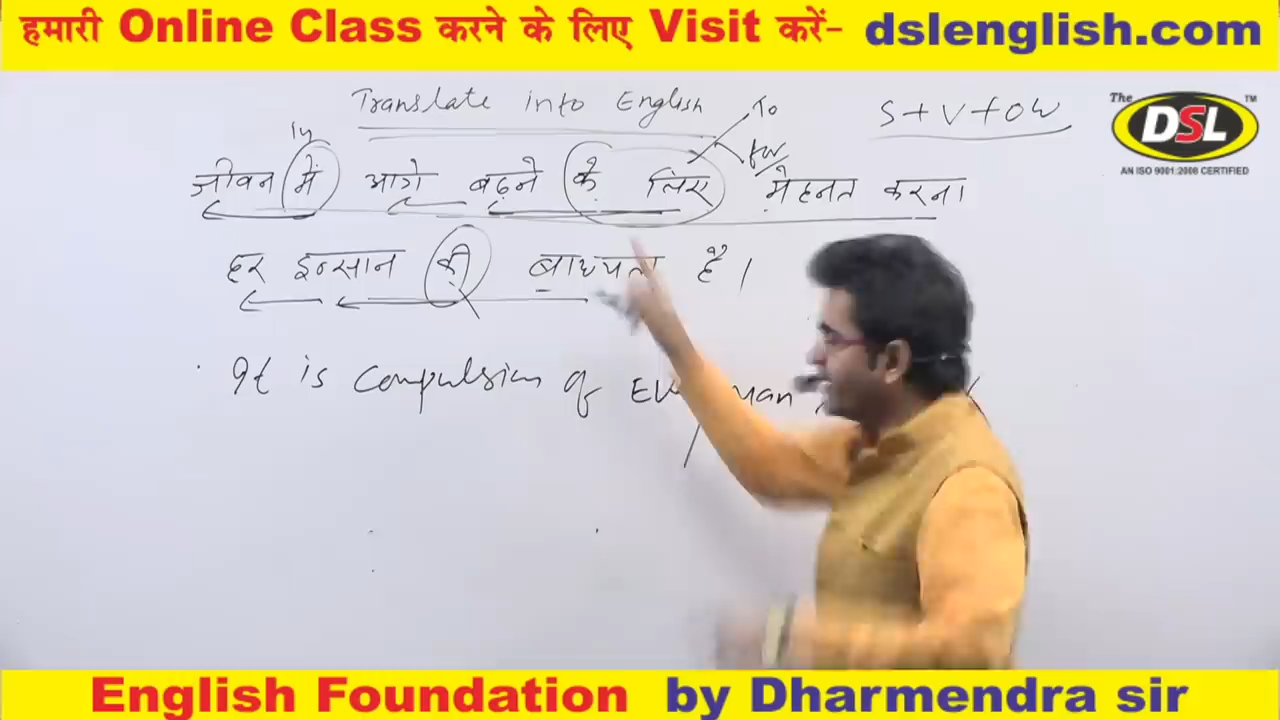 हमारी Online Class करने के लिए Visit करें- dslenglish.com
Translate into English
To
S + V + O W
The DSL TM
AN ISO 9001:2008 CERTIFIED
In
for
जीवन में आगे बढ़ने के लिए मेहनत करना
हर इन्सान की बाध्यता है।
It is compulsion of man
English Foundation by Dharmendra sir